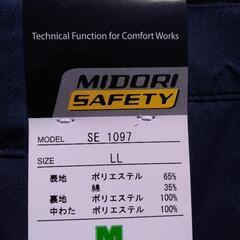 Technical Function for Comfort Works
MIDORI
SAFETY
MODEL SE 1097
SIZE LL
表地 ポリエステル 65%
綿 35%
裏地 ポリエステル 100%
中わた ポリエステル 100%
M